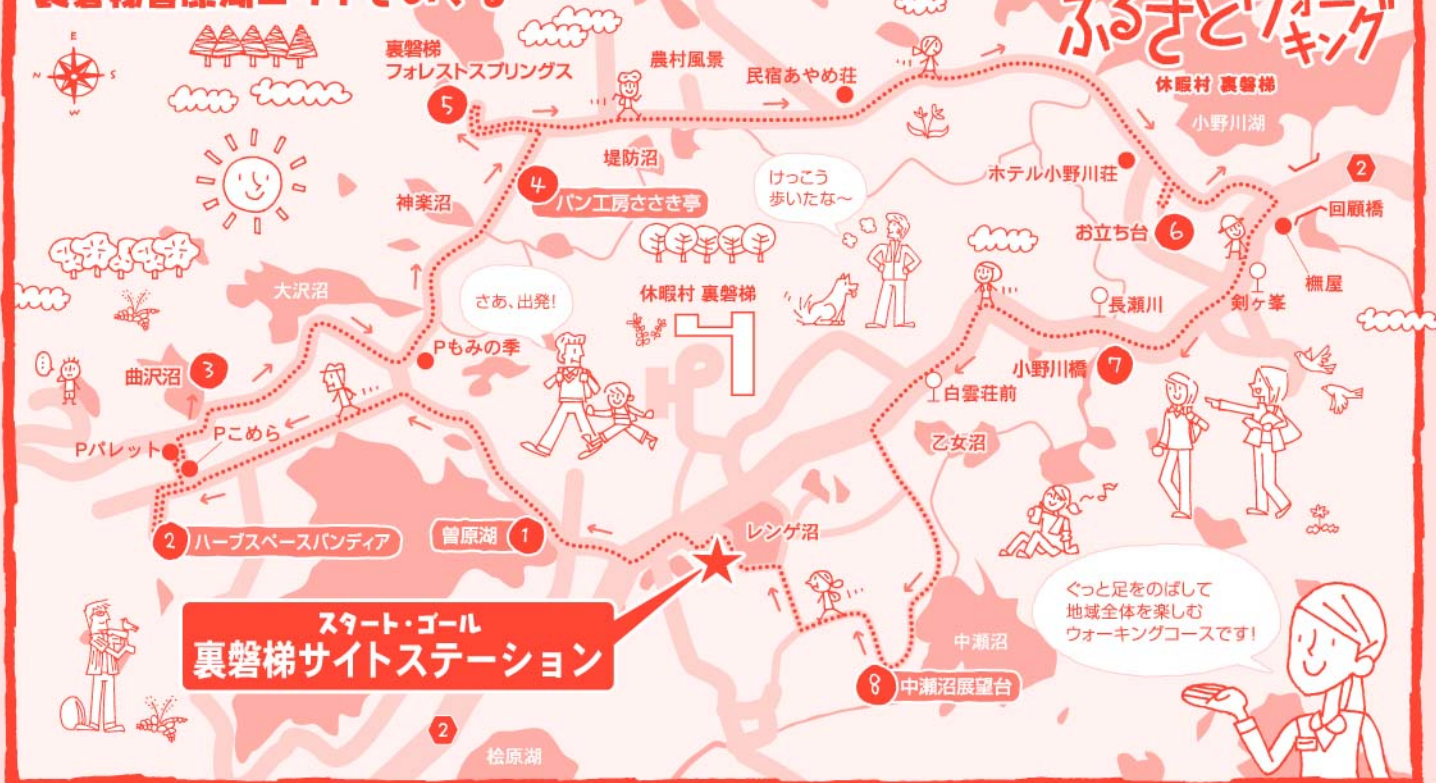 ふるさとウォーキング
休暇村 裏磐梯
E
N
S
W
裏磐梯
フォレストスプリングス
5
農村風景
民宿あやめ荘
小野川湖
堤防沼
4
パン工房ささき亭
神楽沼
けっこう
歩いたな〜
ホテル小野川荘
2
回顧橋
お立ち台
6
橅屋
剣ヶ峯
長瀬川
大沢沼
さあ、出発!
休暇村 裏磐梯
Pもみの季
曲沢沼
3
小野川橋
7
白雲荘前
Pパレット
Pこめら
乙女沼
2
ハーブスペースバンディア
曽原湖
1
レンゲ沼
スタート・ゴール
裏磐梯サイトステーション
ぐっと足をのばして
地域全体を楽しむ
ウォーキングコースです!
中瀬沼
8
中瀬沼展望台
2
桧原湖